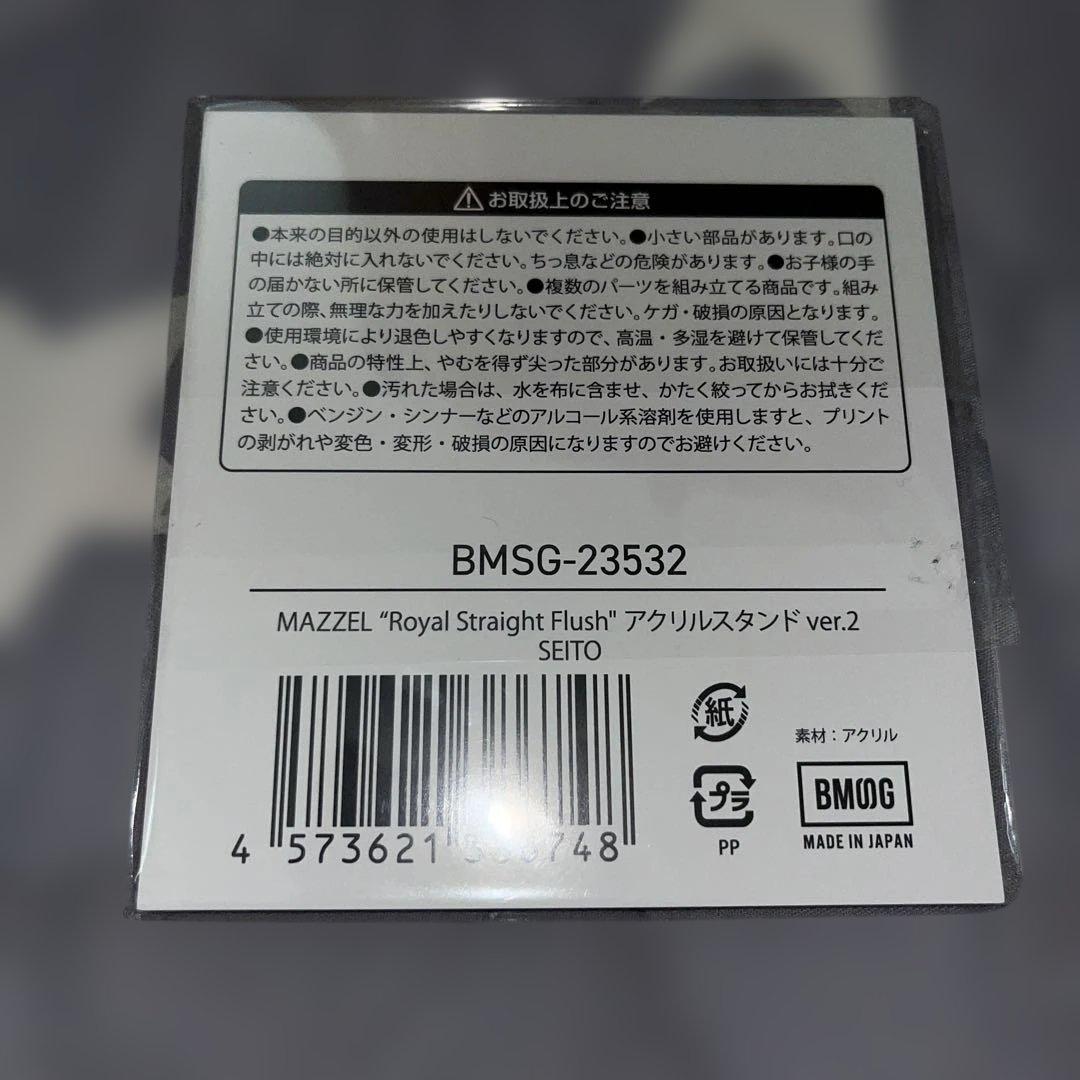 お取扱上のご注意
●本来の目的以外の使用はしないでください。●小さい部品があります。口の
中には絶対に入れないでください。ちっ息などの危険があります。●お子様の手
の届かない所に保管してください。●複数のパーツを組み立てる商品です。組み
立ての際、無理な力を加えたりしないでください。ケガ・破損の原因となります。
●使用環境により退色しやすくなりますので、高温・多湿を避けて保管してくだ
さい。●商品の特性上、やむを得ず尖った部分があります。お取扱いには十分ご
注意ください。●汚れた場合は、水を布に含ませ、かたく絞ってからお拭きくだ
さい。●ベンジン・シンナーなどのアルコール系溶剤を使用しますと、プリント
の剥がれや変色・変形・破損の原因になりますのでお避けください。
BMSG-23532
MAZZEL “Royal Straight Flush" アクリルスタンド ver.2
SEITO
4 573621
748
紙
素材：アクリル
プラ
PP
BMSG
MADE IN JAPAN